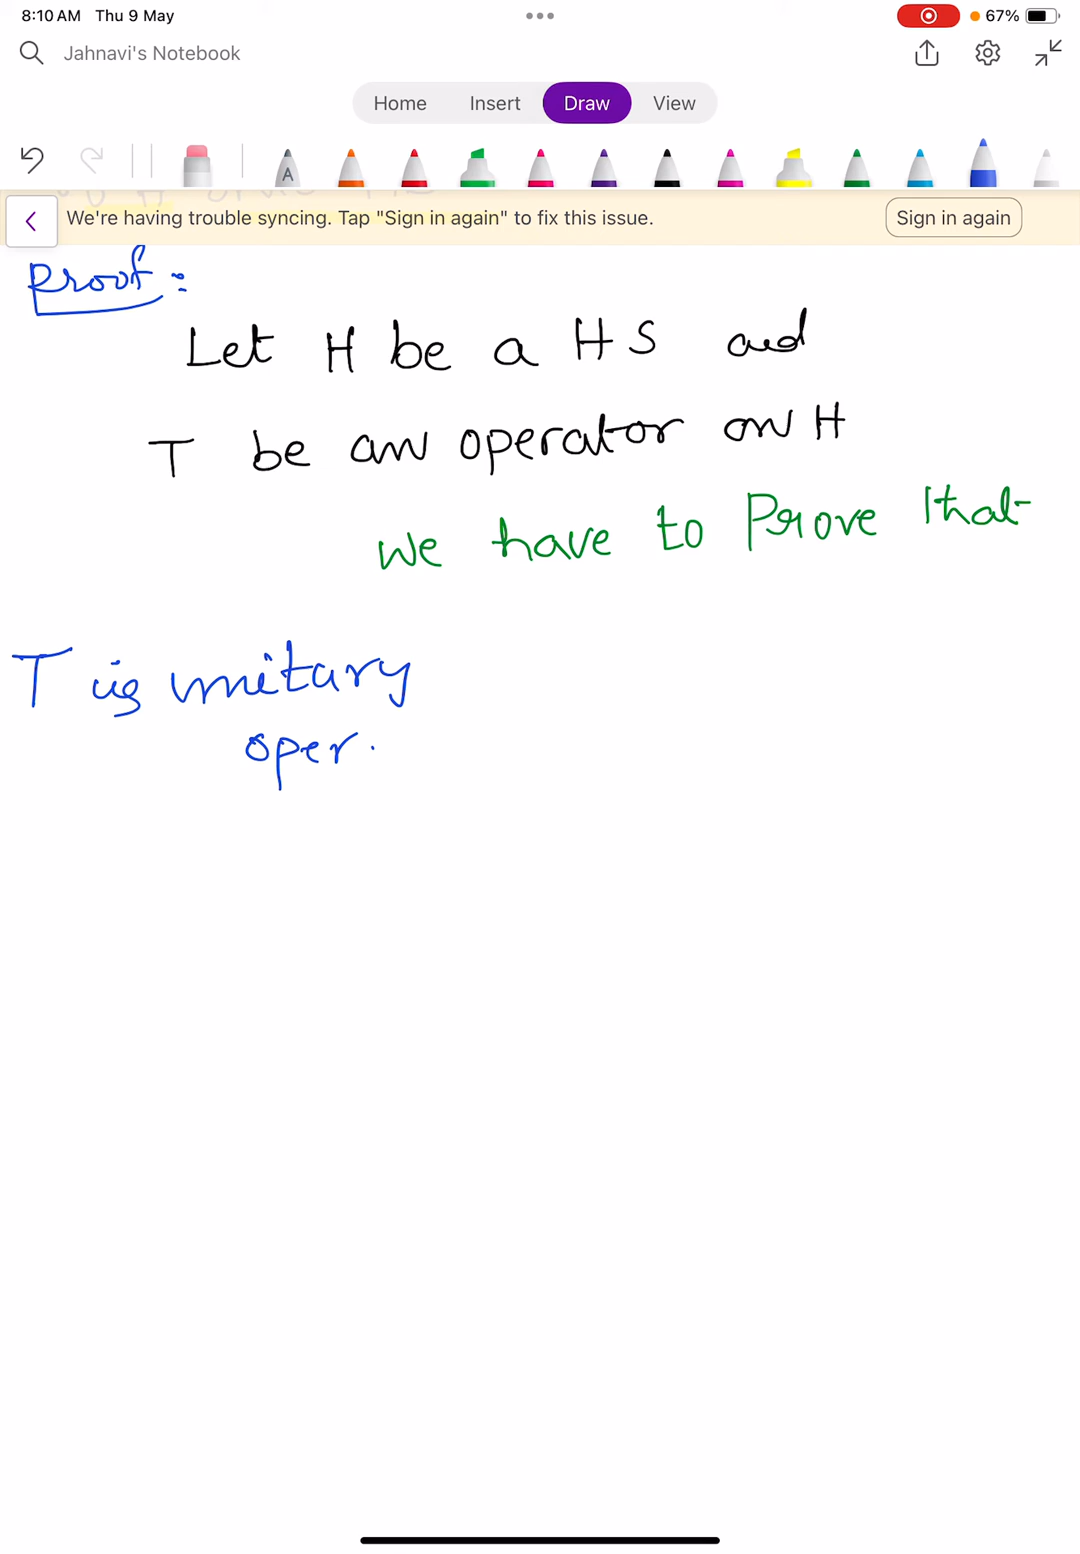 8:10 AM Thu 9 May
67%
Jahnavi's Notebook
Home Insert Draw View
A
We're having trouble syncing. Tap "Sign in again" to fix this issue.
Sign in again
Proof:
Let H be a HS and
T be an operator on H
we have to Prove that
T is unitary
oper.